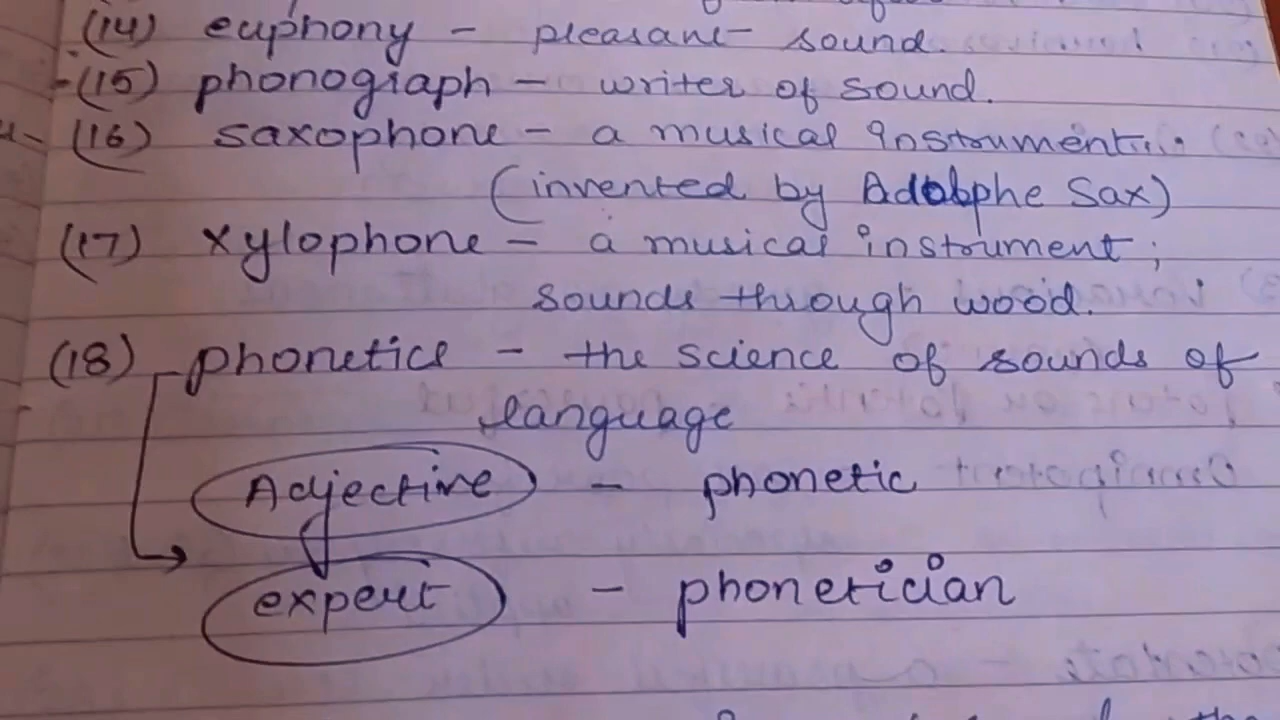 (14) euphony - pleasant sound.
(15) phonograph - writer of sound.
(16) saxophone - a musical instrument.
(invented by Adolphe Sax)
(17) xylophone - a musical instrument;
sounds through wood.
(18) phonetics - the science of sounds of
language
Adjective - phonetic
expert - phonetician